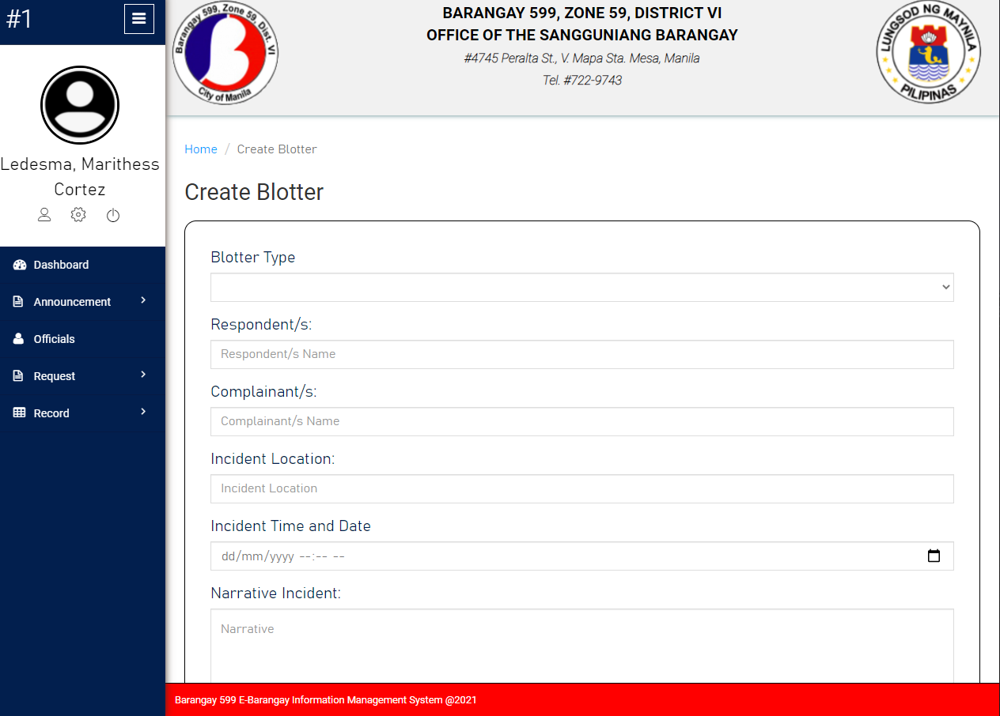 #1
Ledesma, Marithess
Cortez
Dashboard
Announcement
Officials
Request
Record
Barangay 599, Zone 59, Dist. VI
City of Manila
BARANGAY 599, ZONE 59, DISTRICT VI
OFFICE OF THE SANGGUNIANG BARANGAY
#4745 Peralta St., V. Mapa Sta. Mesa, Manila
Tel. #722-9743
LUNGSOD NG MAYNILA
PILIPINAS
Home / Create Blotter
Create Blotter
Blotter Type
Respondent/s:
Respondent/s Name
Complainant/s:
Complainant/s Name
Incident Location:
Incident Location
Incident Time and Date
dd/mm/yyyy --:-- --
Narrative Incident:
Narrative
Barangay 599 E-Barangay Information Management System @2021